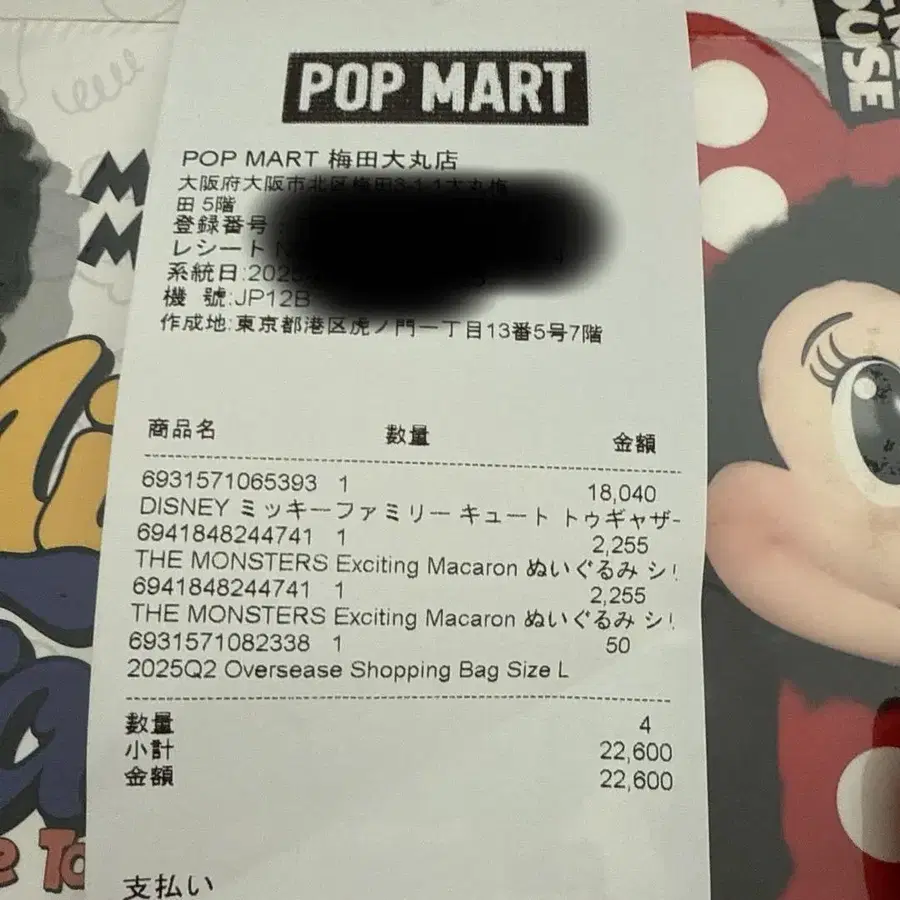 POP MART
POP MART 梅田大丸店
大阪府大阪市北区梅田3-1-1大丸梅
田 5階
登録番号:
レシート
系統日:2025
機 號:JP12B
作成地:東京都港区虎ノ門一丁目13番5号7階
商品名 数量 金額
6931571065393 1 18,040
DISNEY ミッキーファミリー キュート トゥギャザー
6941848244741 1 2,255
THE MONSTERS Exciting Macaron ぬいぐるみ シリ
6941848244741 1 2,255
THE MONSTERS Exciting Macaron ぬいぐるみ シリ
6931571082338 1 50
2025Q2 Oversease Shopping Bag Size L
数量 4
小計 22,600
金額 22,600
支払い